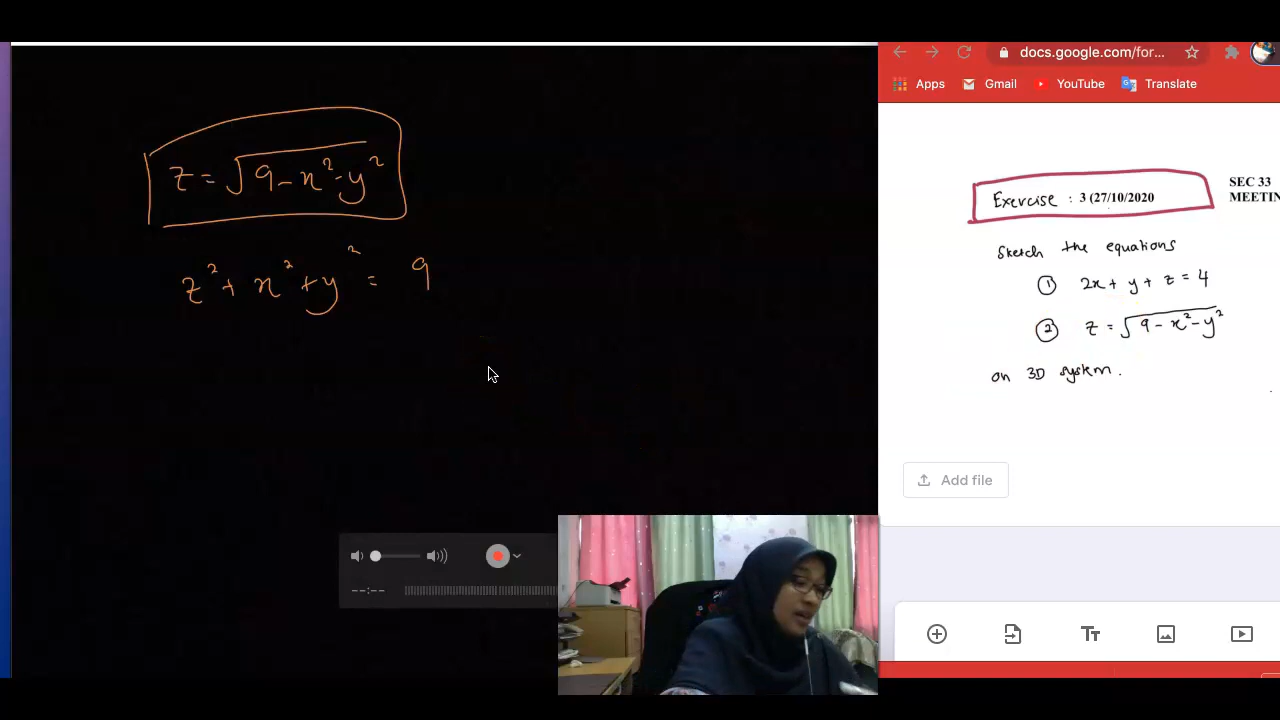 z = √9 - x² - y²
z² + x² + y² = 9
--:--
docs.google.com/for...
Apps Gmail YouTube Translate
Exercise : 3 (27/10/2020
SEC 33
MEETIN
Sketch the equations
① 2x + y + z = 4
② z = √9 - x² - y²
on 3D system.
Add file
Tт